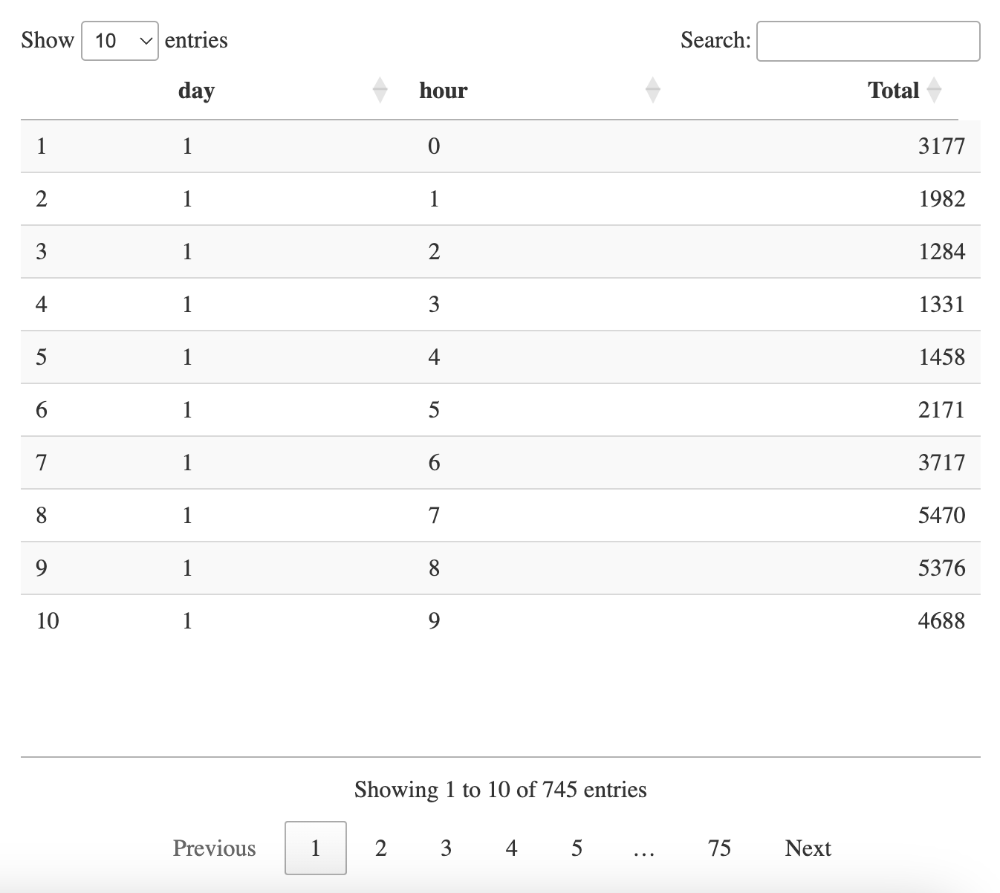 Show 10 entries Search:
day hour Total
1 1 0 3177
2 1 1 1982
3 1 2 1284
4 1 3 1331
5 1 4 1458
6 1 5 2171
7 1 6 3717
8 1 7 5470
9 1 8 5376
10 1 9 4688
Showing 1 to 10 of 745 entries
Previous 1 2 3 4 5 … 75 Next